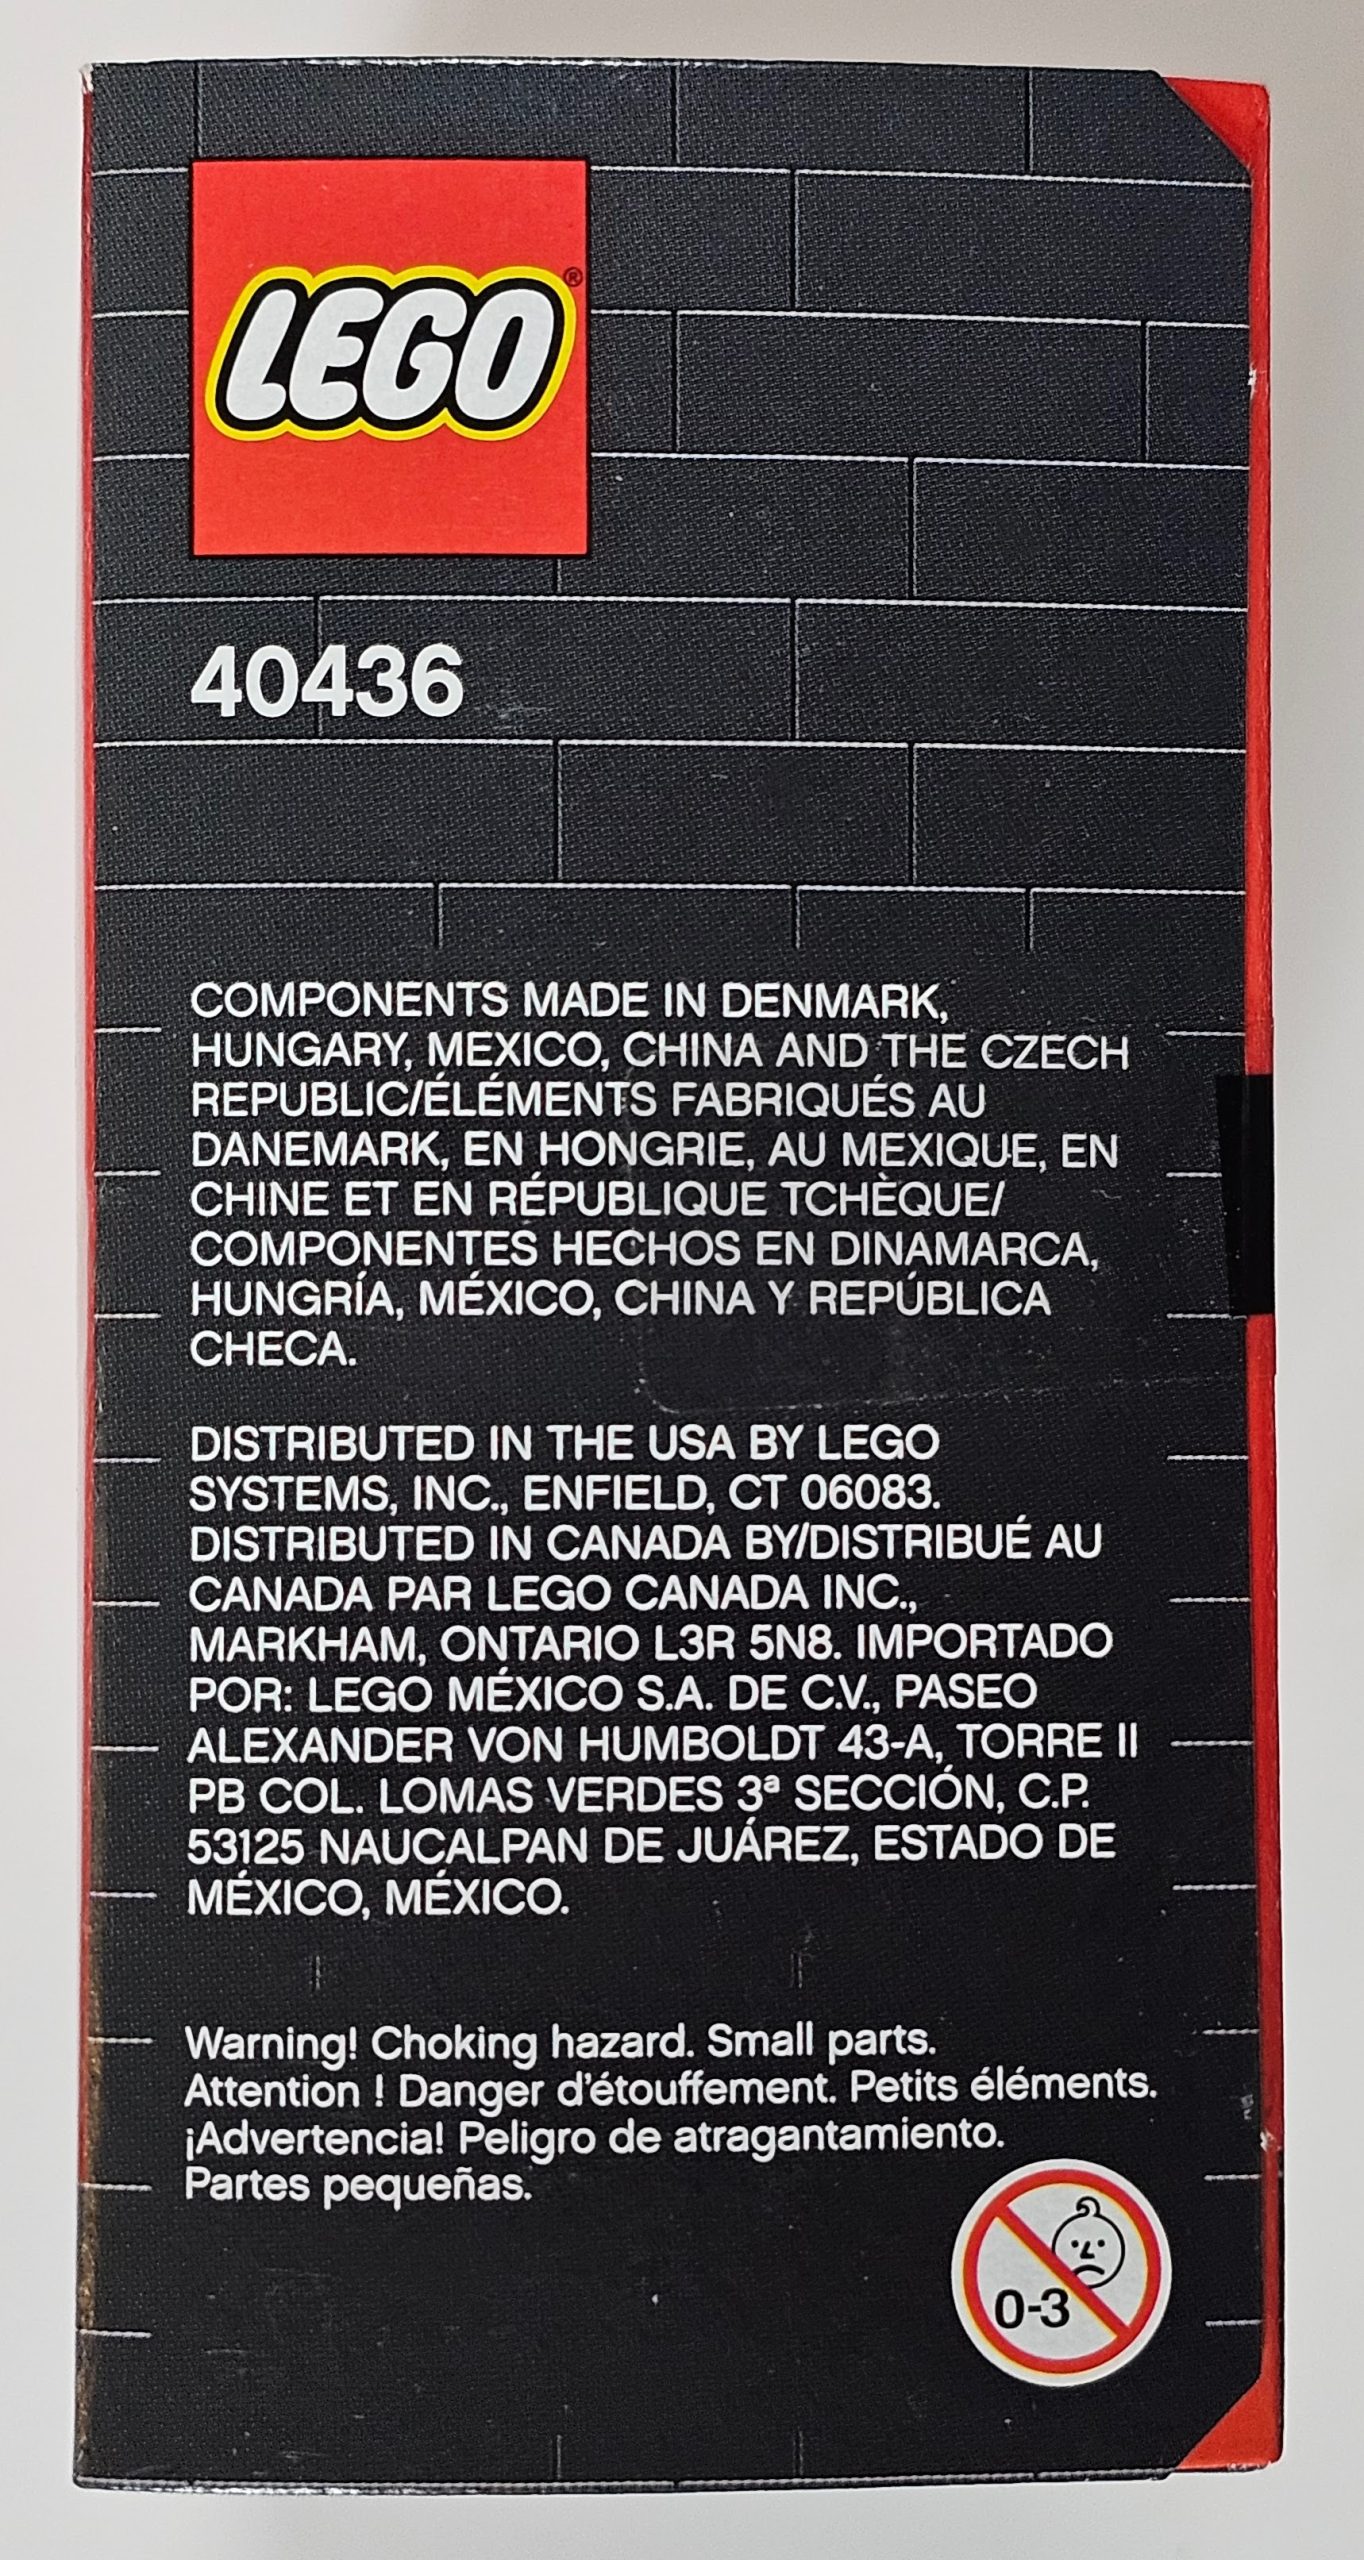 LEGO®
40436
COMPONENTS MADE IN DENMARK,
HUNGARY, MEXICO, CHINA AND THE CZECH
REPUBLIC/ÉLÉMENTS FABRIQUÉS AU
DANEMARK, EN HONGRIE, AU MEXIQUE, EN
CHINE ET EN RÉPUBLIQUE TCHÈQUE/
COMPONENTES HECHOS EN DINAMARCA,
HUNGRÍA, MÉXICO, CHINA Y REPÚBLICA
CHECA.
DISTRIBUTED IN THE USA BY LEGO
SYSTEMS, INC., ENFIELD, CT 06083.
DISTRIBUTED IN CANADA BY/DISTRIBUÉ AU
CANADA PAR LEGO CANADA INC.,
MARKHAM, ONTARIO L3R 5N8. IMPORTADO
POR: LEGO MÉXICO S.A. DE C.V., PASEO
ALEXANDER VON HUMBOLDT 43-A, TORRE II
PB COL. LOMAS VERDES 3ª SECCIÓN, C.P.
53125 NAUCALPAN DE JUÁREZ, ESTADO DE
MÉXICO, MÉXICO.
Warning! Choking hazard. Small parts.
Attention ! Danger d'étouffement. Petits éléments.
¡Advertencia! Peligro de atragantamiento.
Partes pequeñas.
0-3